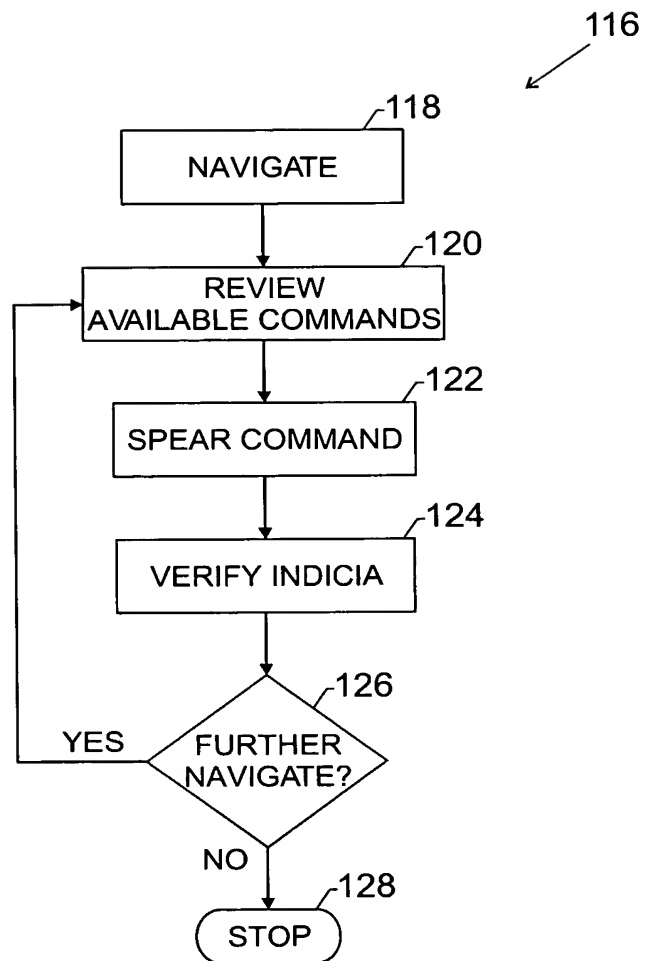 116
118
NAVIGATE
120
REVIEW
AVAILABLE COMMANDS
122
SPEAR COMMAND
124
VERIFY INDICIA
126
YES
FURTHER
NAVIGATE?
NO
128
STOP